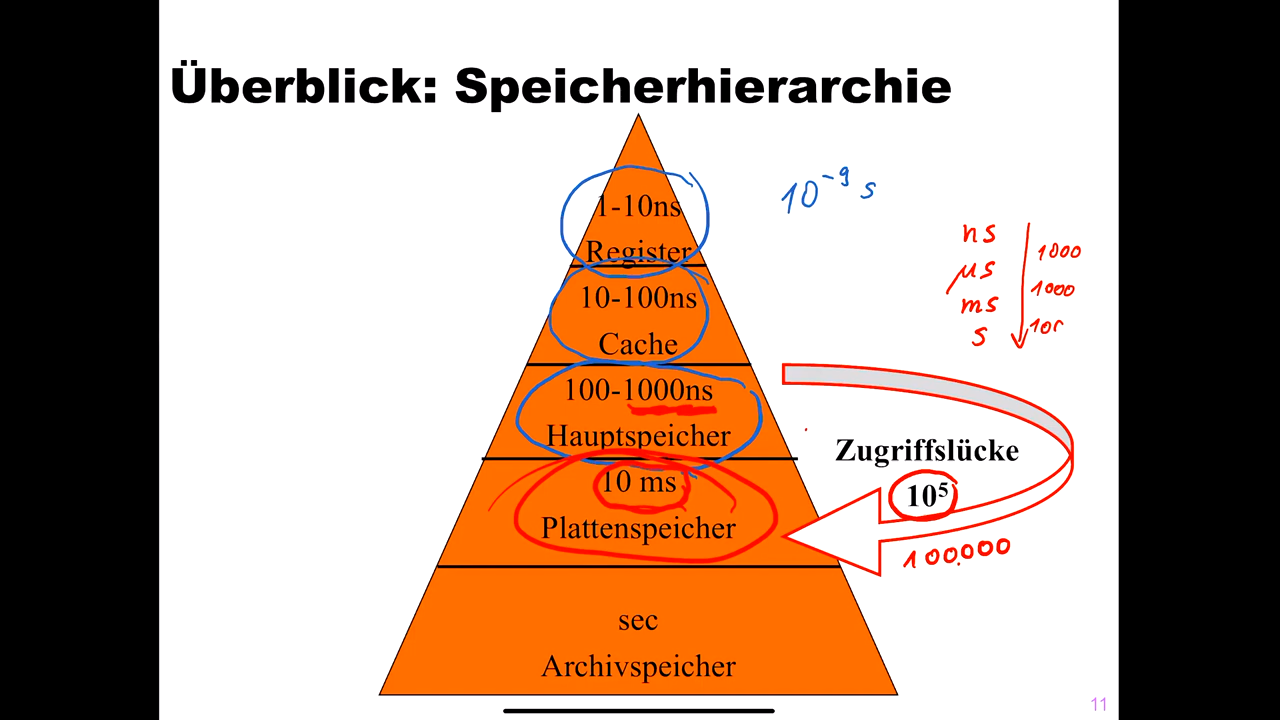 Überblick: Speicherhierarchie
1-10ns
Register
10⁻⁹ s
ns
µs
ms
s
1000
1000
10-100ns
Cache
100-1000ns
Hauptspeicher
Zugriffslücke
10⁵
100.000
10 ms
Plattenspeicher
sec
Archivspeicher
11